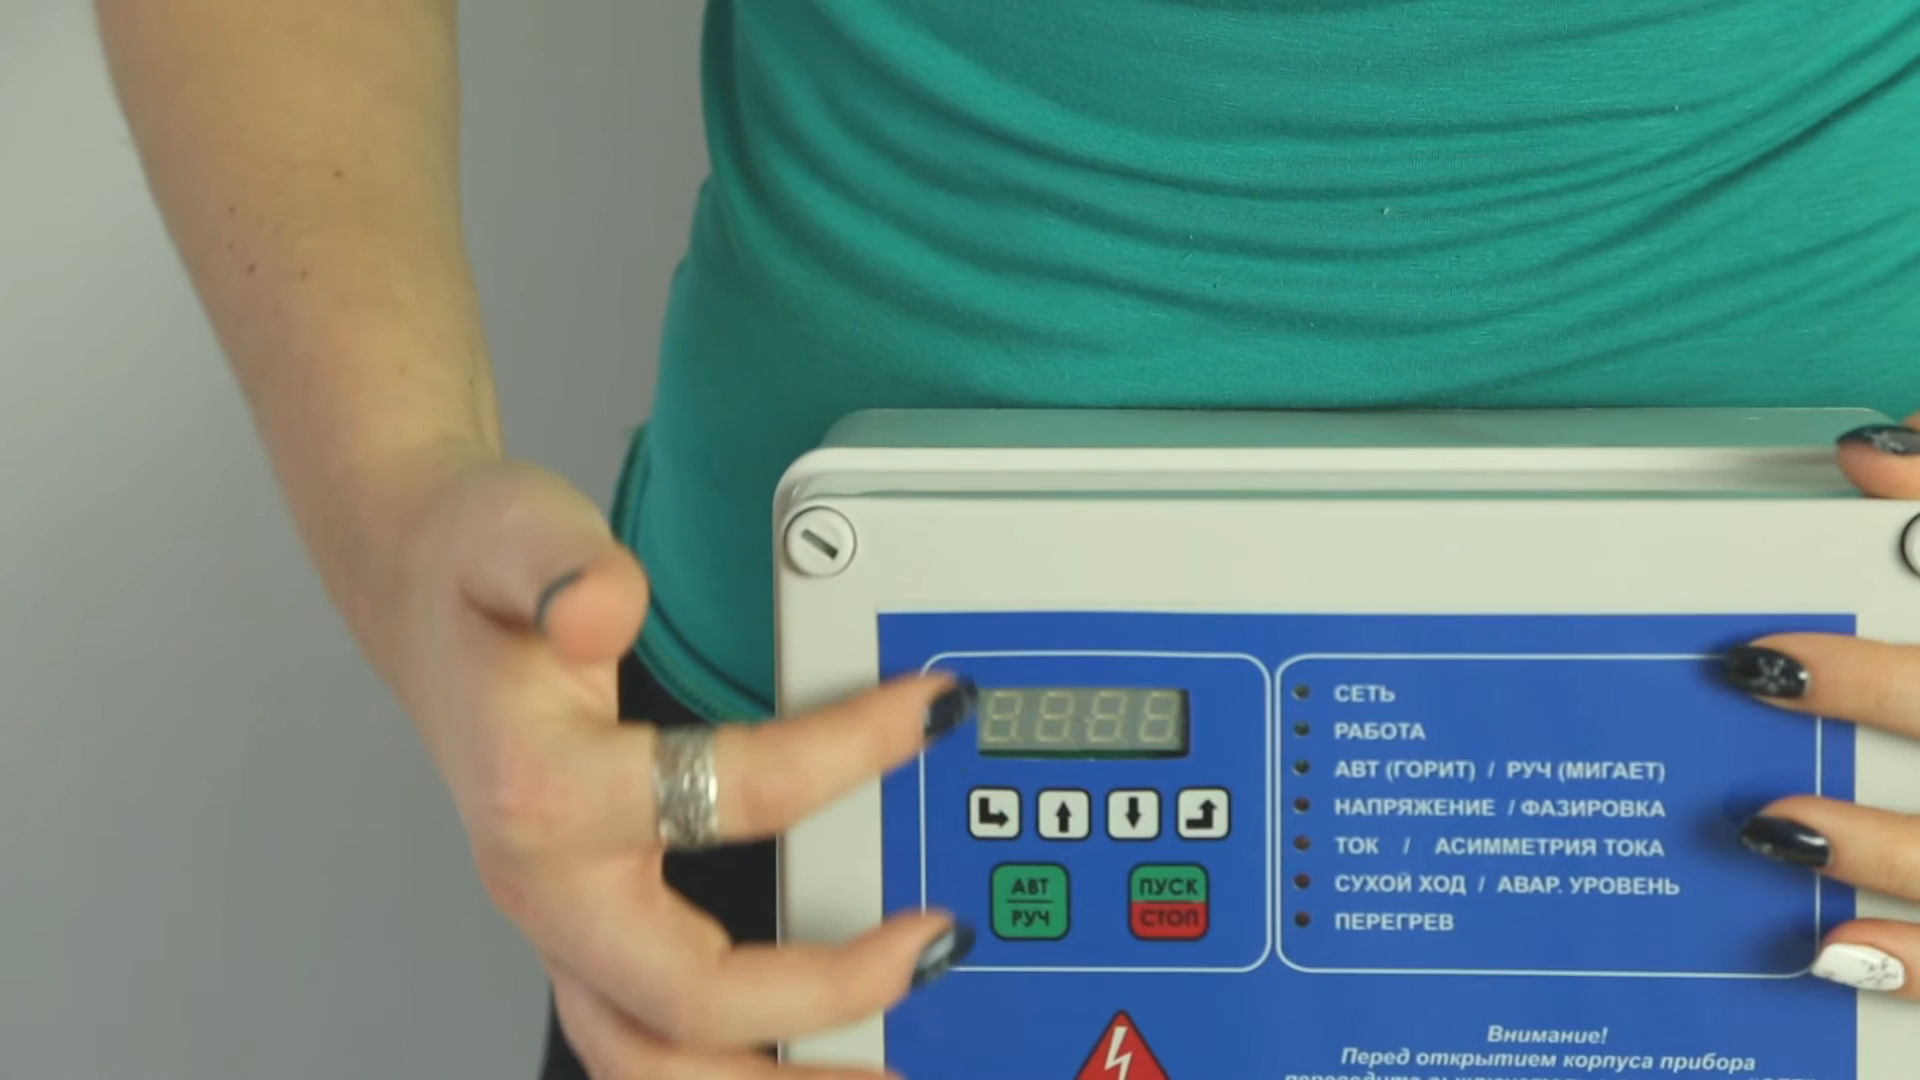 СЕТЬ
РАБОТА
АВТ (ГОРИТ) / РУЧ (МИГАЕТ)
НАПРЯЖЕНИЕ / ФАЗИРОВКА
ТОК / АСИММЕТРИЯ ТОКА
СУХОЙ ХОД / АВАР. УРОВЕНЬ
ПЕРЕГРЕВ
АВТ
РУЧ
ПУСК
СТОП
Внимание!
Перед открытием корпуса прибора